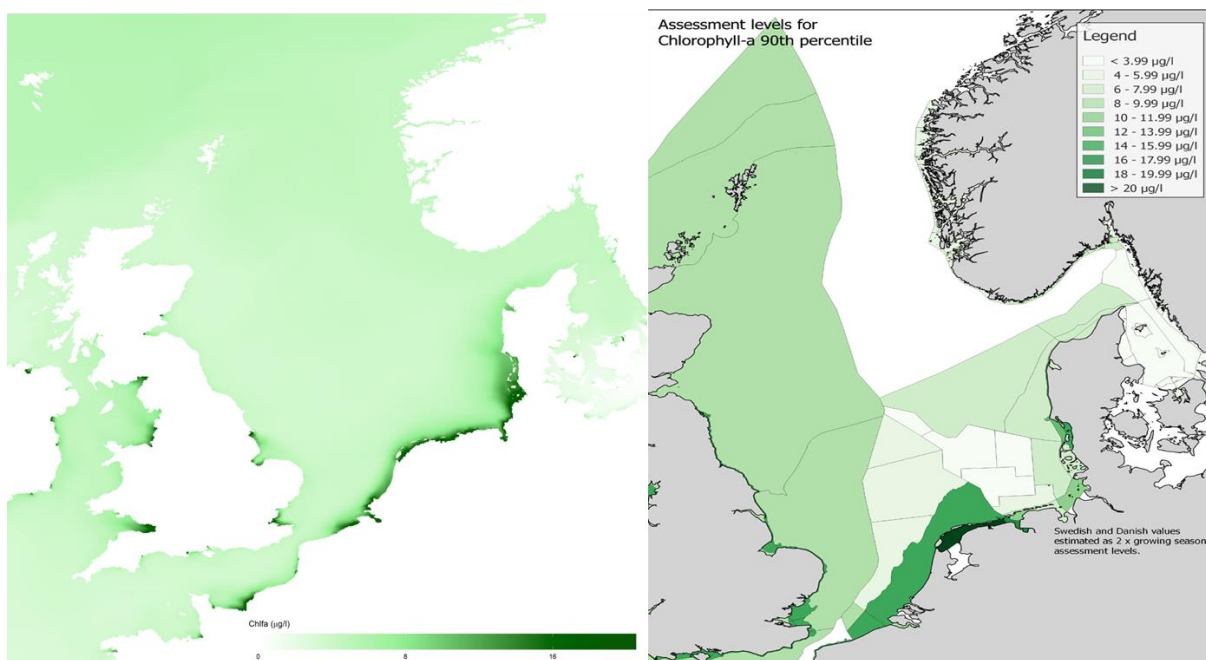 Assessment levels for
Chlorophyll-a 90th percentile
Legend
< 3.99 µg/l
4 - 5.99 µg/l
6 - 7.99 µg/l
8 - 9.99 µg/l
10 - 11.99 µg/l
12 - 13.99 µg/l
14 - 15.99 µg/l
16 - 17.99 µg/l
18 - 19.99 µg/l
> 20 µg/l
Swedish and Danish values
estimated as 2 x growing season
assessment levels.
Chlfa (µg/l)
0 8 16